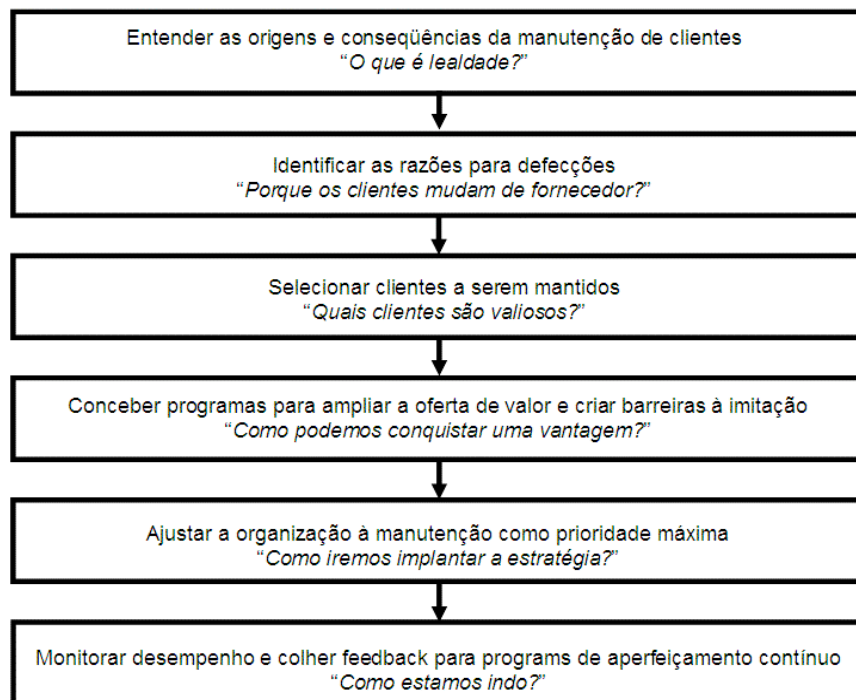 Entender as origens e conseqüências da manutenção de clientes
“O que é lealdade?”
Identificar as razões para defecções
“Porque os clientes mudam de fornecedor?”
Selecionar clientes a serem mantidos
“Quais clientes são valiosos?”
Conceber programas para ampliar a oferta de valor e criar barreiras à imitação
“Como podemos conquistar uma vantagem?”
Ajustar a organização à manutenção como prioridade máxima
“Como iremos implantar a estratégia?”
Monitorar desempenho e colher feedback para programs de aperfeiçamento contínuo
“Como estamos indo?”